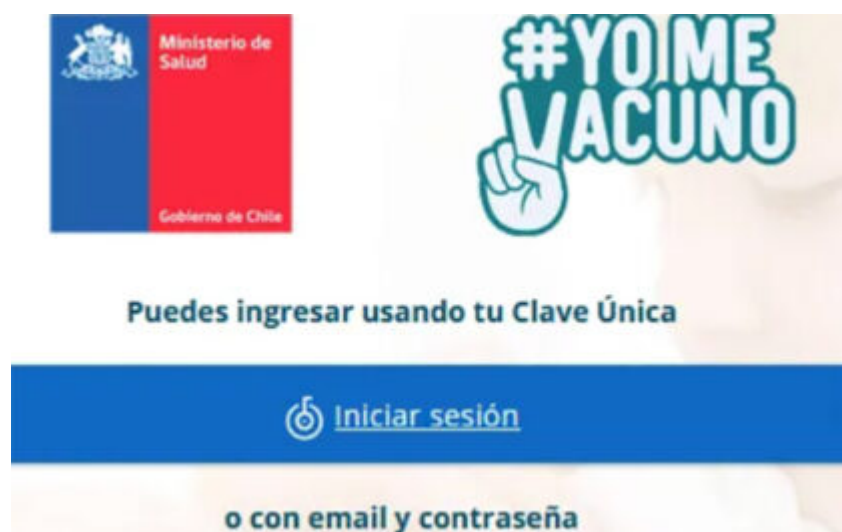 Ministerio de
Salud
Gobierno de Chile
#YO ME
VACUNO
Puedes ingresar usando tu Clave Única
Iniciar sesión
o con email y contraseña